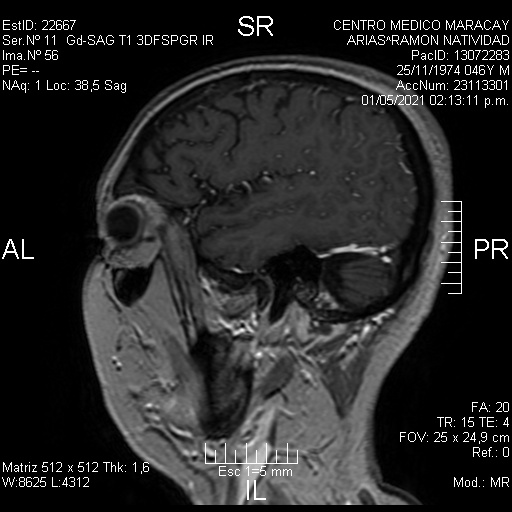 EstID: 22667
Ser.Nº 11 Gd-SAG T1 3DFSPGR IR
Ima.Nº 56
PE= --
NAq: 1 Loc: 38,5 Sag
SR
CENTRO MEDICO MARACAY
ARIAS^RAMON NATIVIDAD
PacID: 13072283
25/11/1974 046Y M
AccNum: 23113301
01/05/2021 02:13:11 p.m.
AL
PR
FA: 20
TR: 15 TE: 4
FOV: 25 x 24,9 cm
Ref.: 0
Mod.: MR
Matriz 512 x 512 Thk: 1,6
W:8625 L:4312
Esc 1=5 mm
IL